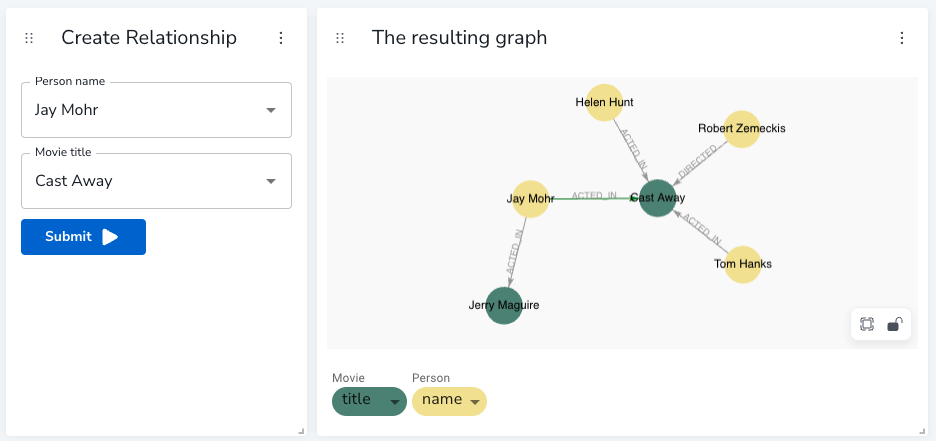 Create Relationship
Person name
Jay Mohr
Movie title
Cast Away
Submit
The resulting graph
Helen Hunt
Robert Zemeckis
ACTED_IN
DIRECTED
Jay Mohr
ACTED_IN
Cast Away
ACTED_IN
Tom Hanks
ACTED_IN
Jerry Maguire
Movie
Person
title
name